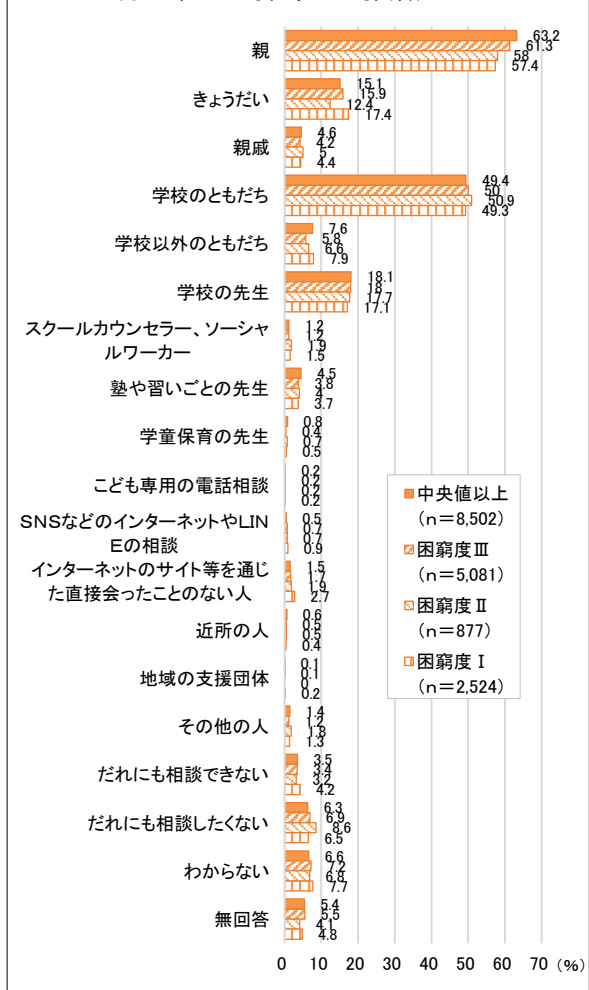 親
63.2
61.3
58
57.4
きょうだい
15.1
15.9
12.4
17.4
親戚
4.6
4.2
5
4.4
学校のともだち
49.4
50
50.9
49.3
学校以外のともだち
7.6
5.8
6.6
7.9
学校の先生
18.1
18
17.7
17.1
スクールカウンセラー、ソーシャ
ルワーカー
1.2
1.2
1.9
1.5
塾や習いごとの先生
4.5
3.8
4
3.7
学童保育の先生
0.8
0.4
0.7
0.5
こども専用の電話相談
0.2
0.2
0.2
0.2
SNSなどのインターネットやLIN
Eの相談
0.5
0.7
0.7
0.9
インターネットのサイト等を通じ
た直接会ったことのない人
1.5
1.7
1.9
2.7
近所の人
0.6
0.5
0.5
0.4
地域の支援団体
0.1
0.1
0
0.2
その他の人
1.4
1.2
1.8
1.3
だれにも相談できない
3.5
3.4
3.2
4.2
だれにも相談したくない
6.3
6.9
8.6
6.5
わからない
6.6
7.2
6.8
7.7
無回答
5.4
5.5
4.1
4.8
中央値以上
(n=8,502)
困窮度Ⅲ
(n=5,081)
困窮度Ⅱ
(n=877)
困窮度Ⅰ
(n=2,524)
0 10 20 30 40 50 60 70 (%)